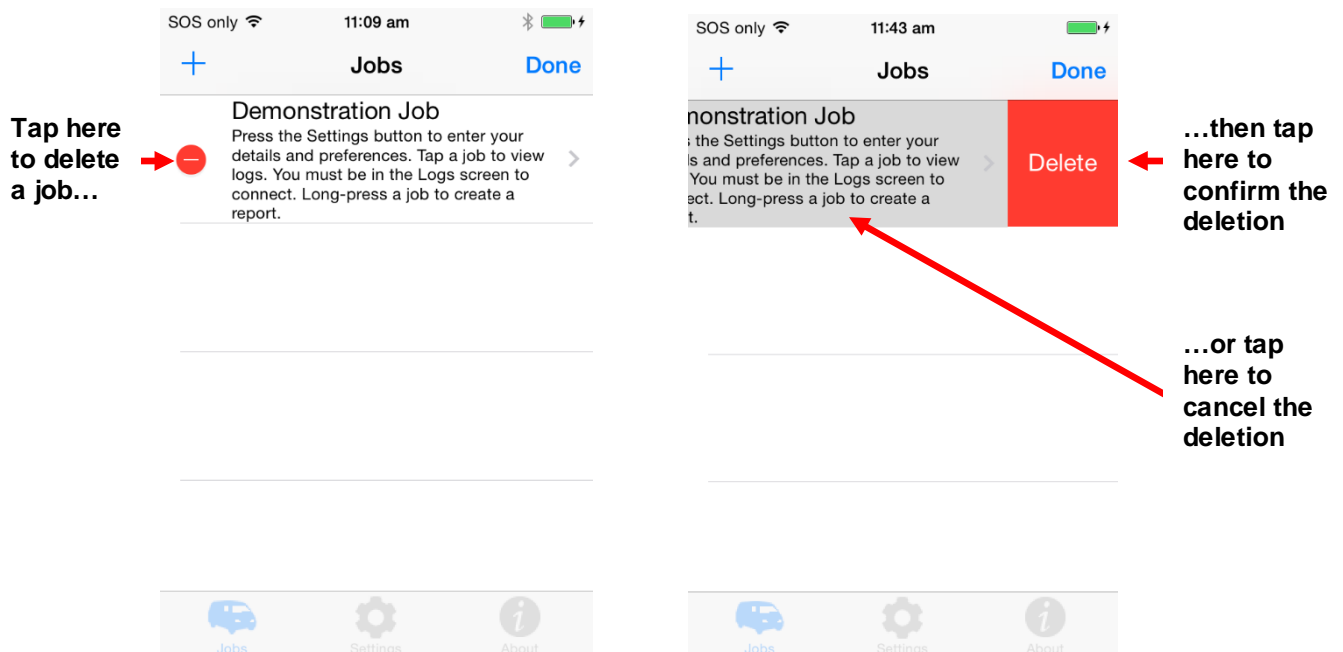 SOS only
11:09 am
Jobs
Done
Tap here
to delete
a job…
Demonstration Job
Press the Settings button to enter your
details and preferences. Tap a job to view
logs. You must be in the Logs screen to
connect. Long-press a job to create a
report.
Jobs
Settings
About
SOS only
11:43 am
Jobs
Done
monstration Job
s the Settings button to enter your
ls and preferences. Tap a job to view
You must be in the Logs screen to
ect. Long-press a job to create a
t.
Delete
…then tap
here to
confirm the
deletion
…or tap
here to
cancel the
deletion
Jobs
Settings
About